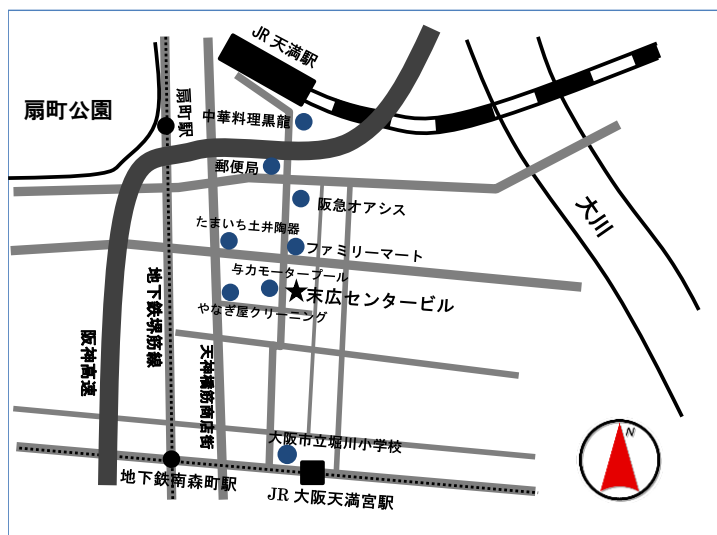 JR 天満駅
扇町公園
扇町駅
中華料理黒龍
郵便局
阪急オアシス
大川
たまいち土井陶器
ファミリーマート
与力モータープール
末広センタービル
やなぎ屋クリーニング
地下鉄堺筋線
阪神高速
天神橋筋商店街
大阪市立堀川小学校
地下鉄南森町駅
JR 大阪天満宮駅
N